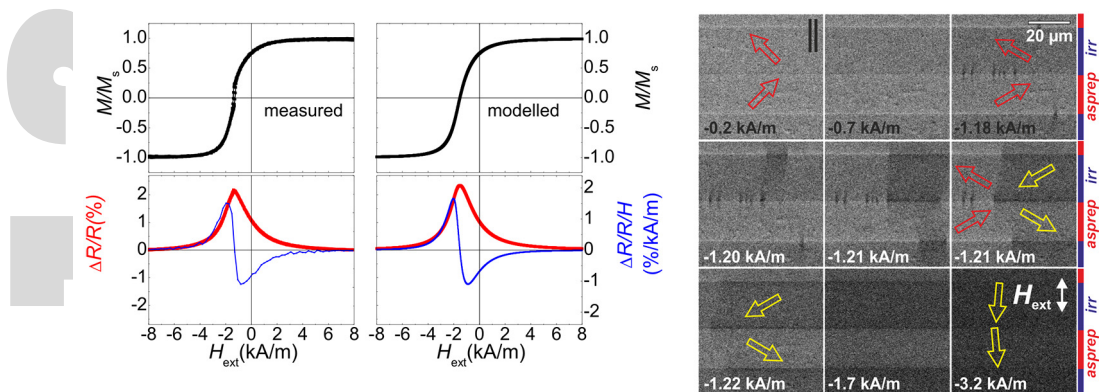 1.0
0.5
0.0
-0.5
-1.0
M/Ms
measured
modelled
1.0
0.5
0.0
-0.5
-1.0
M/Ms
2
1
0
-1
-2
ΔR/R(%)
2
1
0
-1
-2
ΔR/R/H
(%/kA/m)
-8 -6 -4 -2 0 2 4 6 8
-8 -6 -4 -2 0 2 4 6 8
Hext(kA/m)
Hext(kA/m)
20 µm
-0.2 kA/m
-0.7 kA/m
-1.18 kA/m
irr
asprep
-1.20 kA/m
-1.21 kA/m
-1.21 kA/m
irr
asprep
Hext
-1.22 kA/m
-1.7 kA/m
-3.2 kA/m
irr
asprep